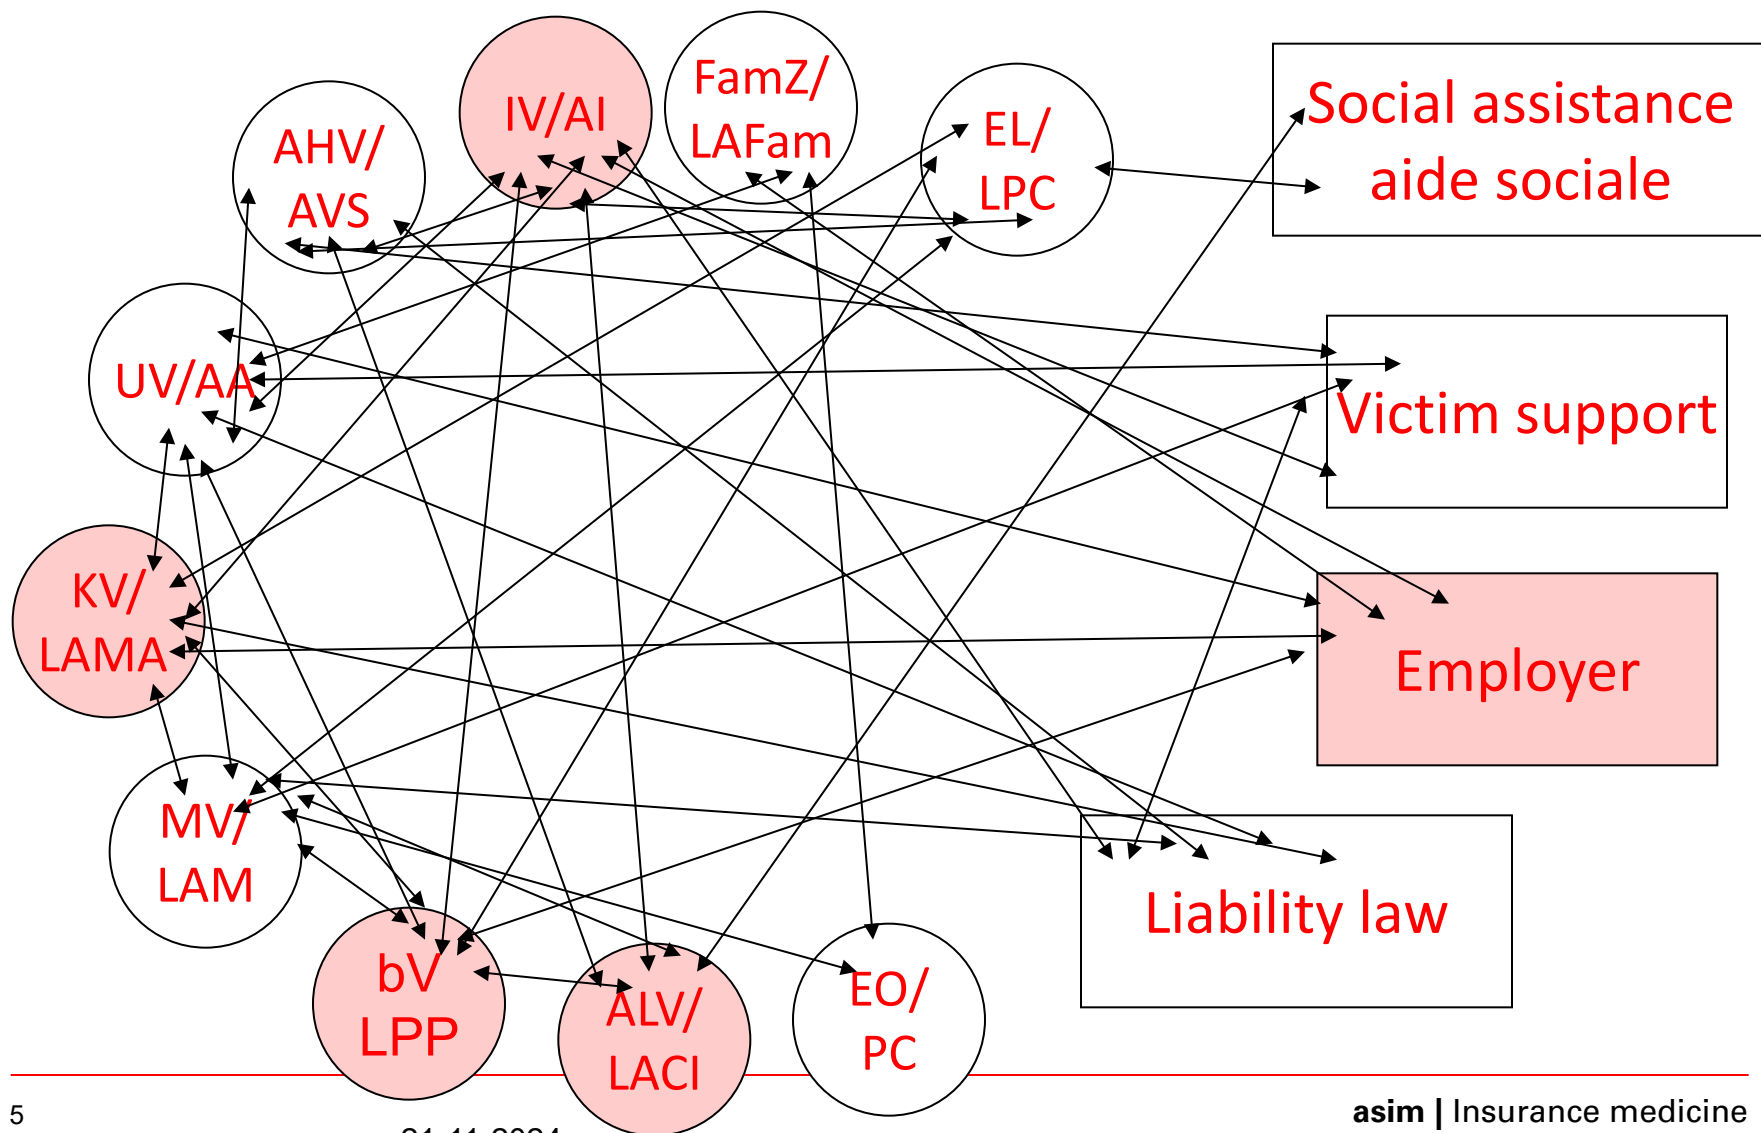 IV/AI
FamZ/
LAFam
EL/
LPC
AHV/
AVS
Social assistance
aide sociale
UV/AA
Victim support
KV/
LAMA
Employer
MV/
LAM
Liability law
bV
LPP
ALV/
LACI
EO/
PC
5
asim | Insurance medicine